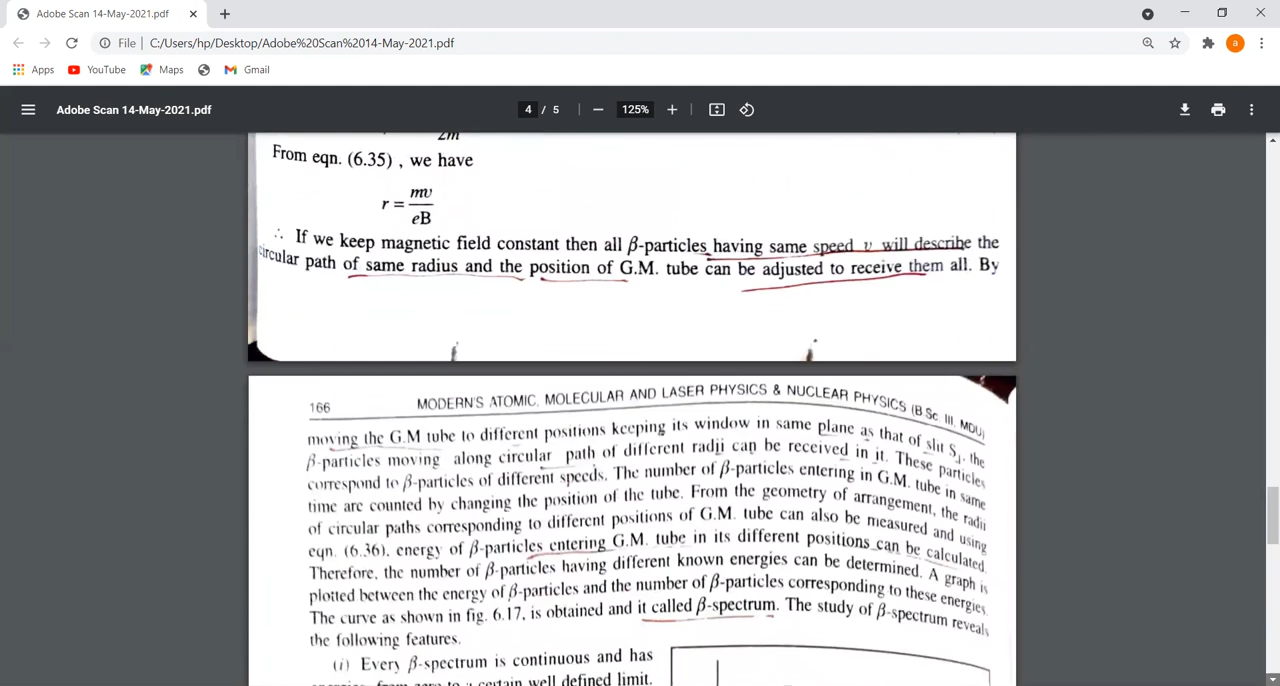 Adobe Scan 14-May-2021.pdf
File C:/Users/hp/Desktop/Adobe%20Scan%2014-May-2021.pdf
a
Apps YouTube Maps Gmail
Adobe Scan 14-May-2021.pdf 4 / 5 125%
2m
From eqn. (6.35) , we have
r = mv
eB
∴ If we keep magnetic field constant then all β-particles having same speed v will describe the
circular path of same radius and the position of G.M. tube can be adjusted to receive them all. By
166 MODERN'S ATOMIC, MOLECULAR AND LASER PHYSICS & NUCLEAR PHYSICS (B Sc. III, MDU)
moving the G.M tube to different positions keeping its window in same plane as that of slit S₁, the
β-particles moving along circular path of different radii can be received in it. These particles
correspond to β-particles of different speeds. The number of β-particles entering in G.M. tube in same
time are counted by changing the position of the tube. From the geometry of arrangement, the radii
of circular paths corresponding to different positions of G.M. tube can also be measured and using
eqn. (6.36), energy of β-particles entering G.M. tube in its different positions can be calculated.
Therefore, the number of β-particles having different known energies can be determined. A graph is
plotted between the energy of β-particles and the number of β-particles corresponding to these energies.
The curve as shown in fig. 6.17, is obtained and it called β-spectrum. The study of β-spectrum reveals
the following features.
(i) Every β-spectrum is continuous and has
energies from zero to a certain well defined limit.